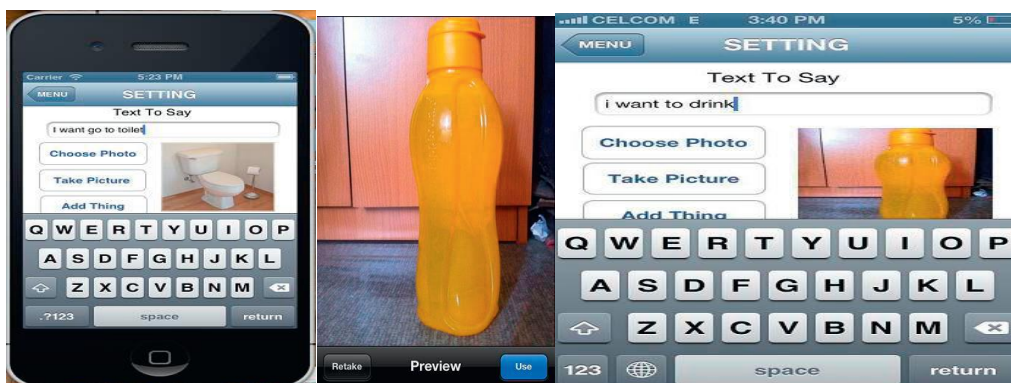 Carrier 5:23 PM
MENU SETTING
Text To Say
I want go to toilet
Choose Photo
Take Picture
Add Thing
Q W E R T Y U I O P
A S D F G H J K L
Z X C V B N M
.?123 space return
Retake Preview Use
CELCOM E 3:40 PM 5%
MENU SETTING
Text To Say
i want to drink
Choose Photo
Take Picture
Add Thing
Q W E R T Y U I O P
A S D F G H J K L
Z X C V B N M
123 space return